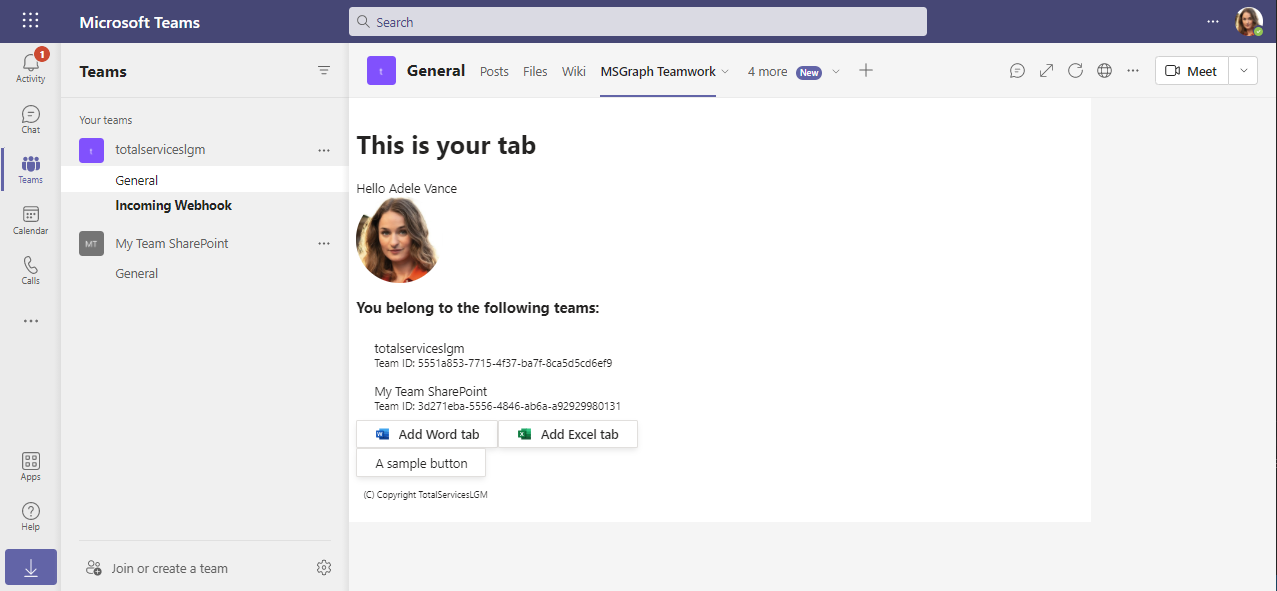 Microsoft Teams
Search
...
1
Activity
Chat
Teams
Calendar
Calls
...
Apps
Help
Teams
Your teams
t
totalserviceslgm
...
General
Incoming Webhook
MT
My Team SharePoint
...
General
Join or create a team
t
General
Posts
Files
Wiki
MSGraph Teamwork
4 more New
...
Meet
This is your tab
Hello Adele Vance
You belong to the following teams:
totalserviceslgm
Team ID: 5551a853-7715-4f37-ba7f-8ca5d5cd6ef9
My Team SharePoint
Team ID: 3d271eba-5556-4846-ab6a-a92929980131
Add Word tab
Add Excel tab
A sample button
(C) Copyright TotalServicesLGM